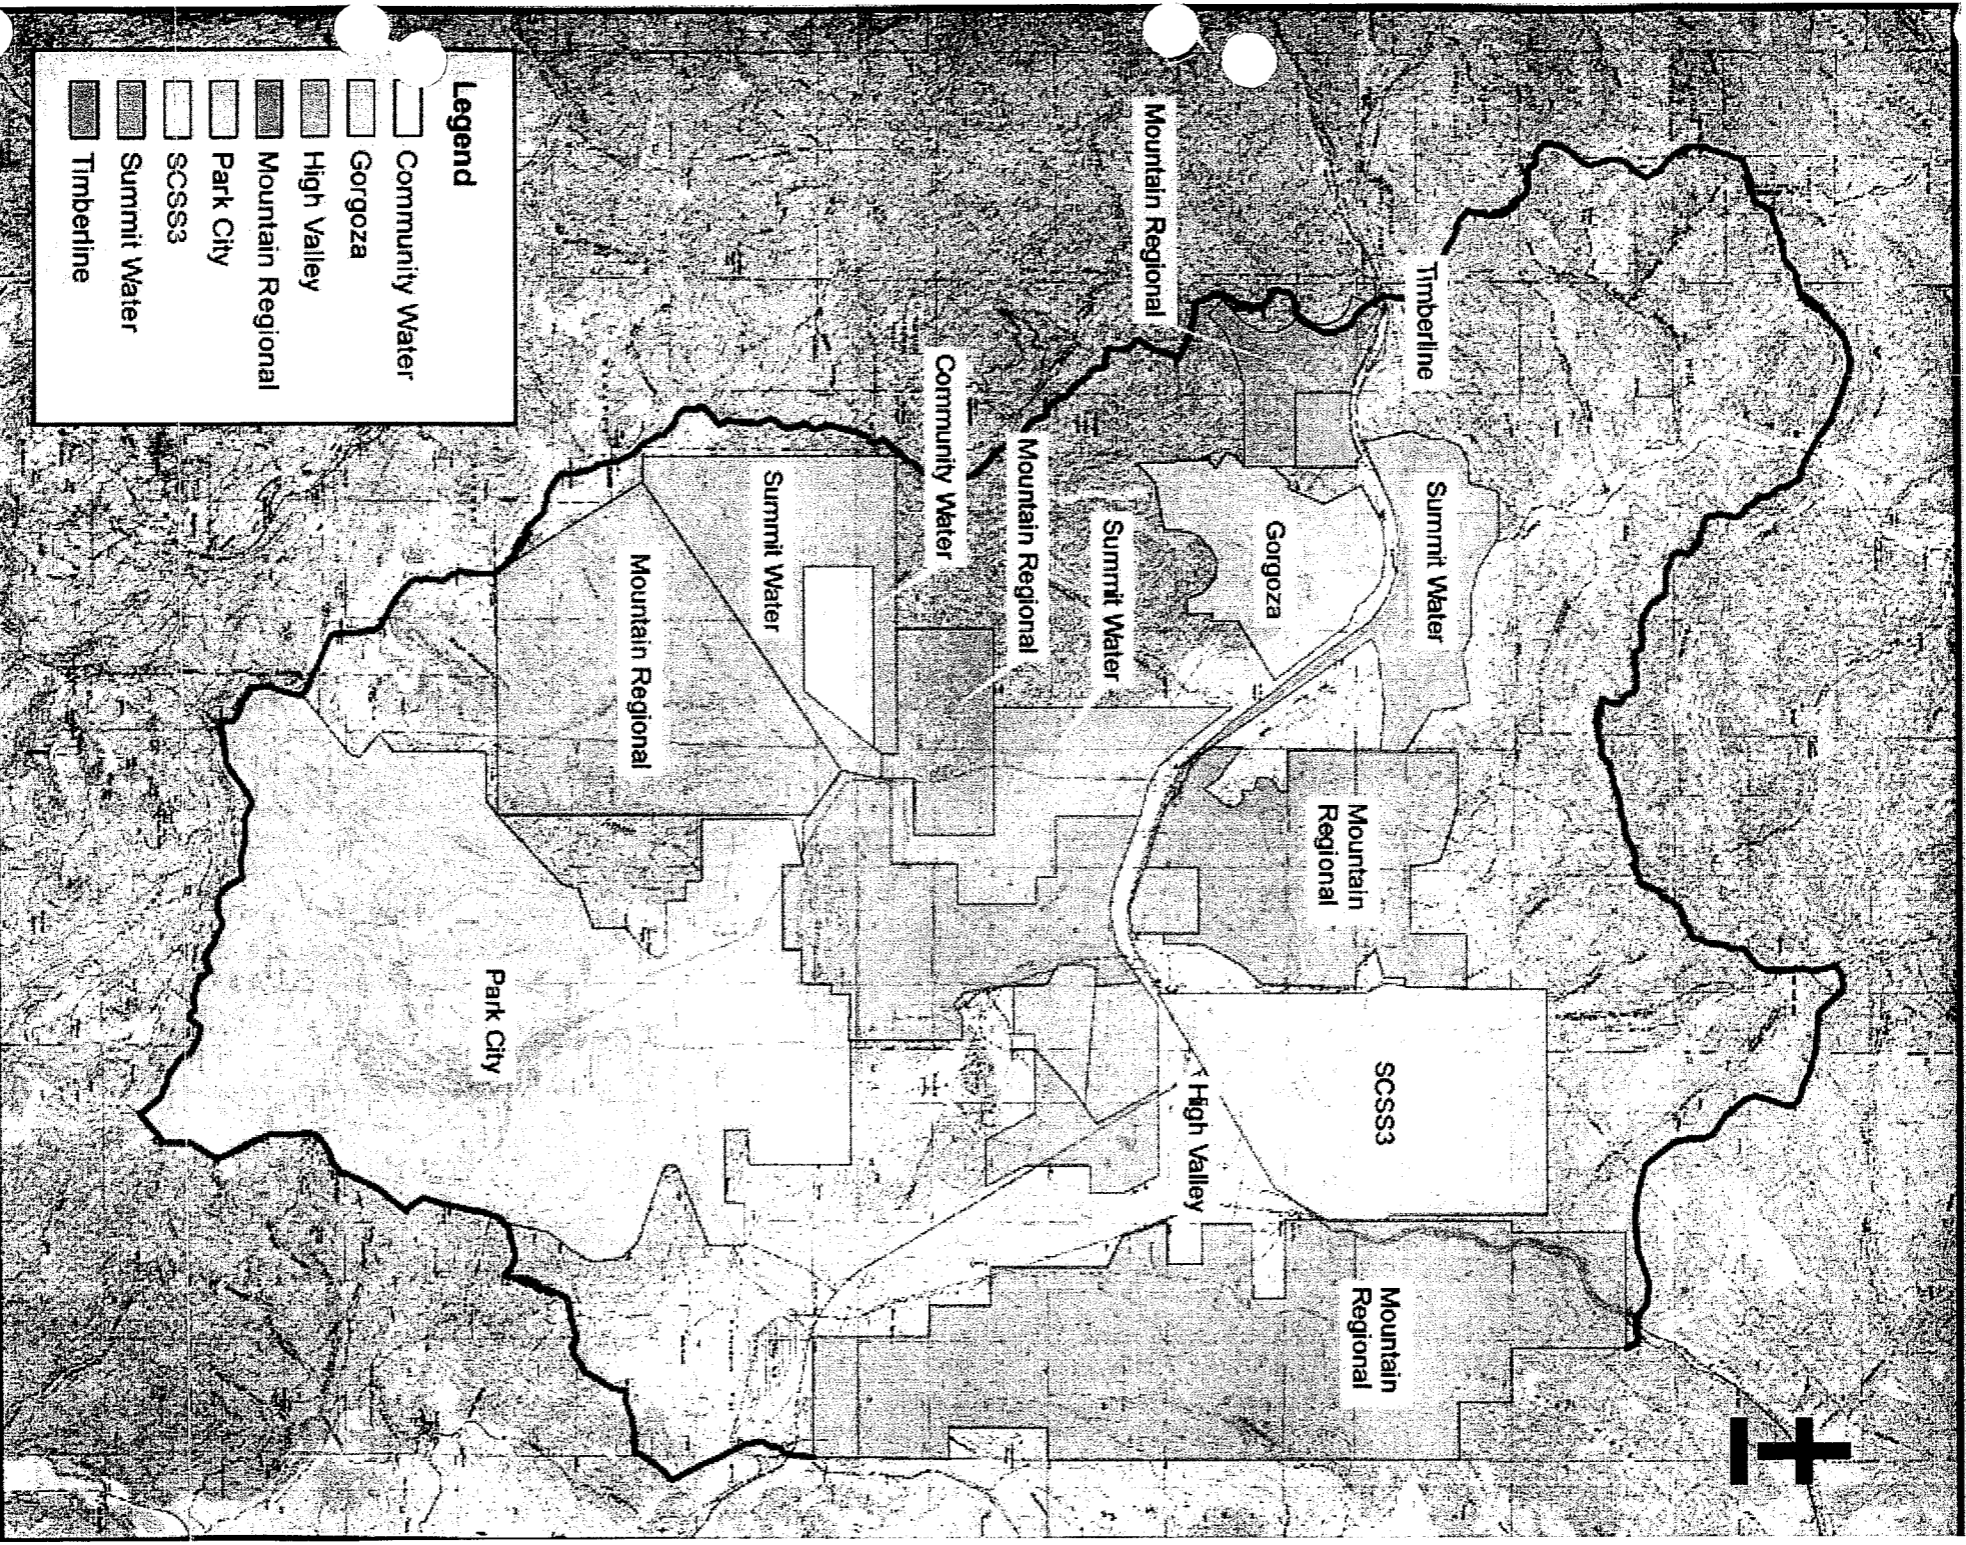 Timberline
Mountain Regional
Summit Water
Gorgoza
Summit Water
Mountain Regional
Community Water
Summit Water
Mountain Regional
Mountain
Regional
SCSS3
High Valley
Park City
Mountain
Regional
Legend
Community Water
Gorgoza
High Valley
Mountain Regional
Park City
SCSS3
Summit Water
Timberline